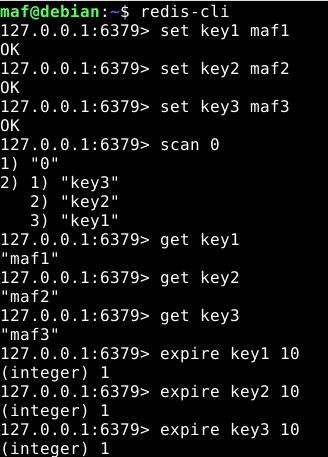 maf@debian:~$ redis-cli
127.0.0.1:6379> set key1 maf1
OK
127.0.0.1:6379> set key2 maf2
OK
127.0.0.1:6379> set key3 maf3
OK
127.0.0.1:6379> scan 0
1) "0"
2) 1) "key3"
   2) "key2"
   3) "key1"
127.0.0.1:6379> get key1
"maf1"
127.0.0.1:6379> get key2
"maf2"
127.0.0.1:6379> get key3
"maf3"
127.0.0.1:6379> expire key1 10
(integer) 1
127.0.0.1:6379> expire key2 10
(integer) 1
127.0.0.1:6379> expire key3 10
(integer) 1